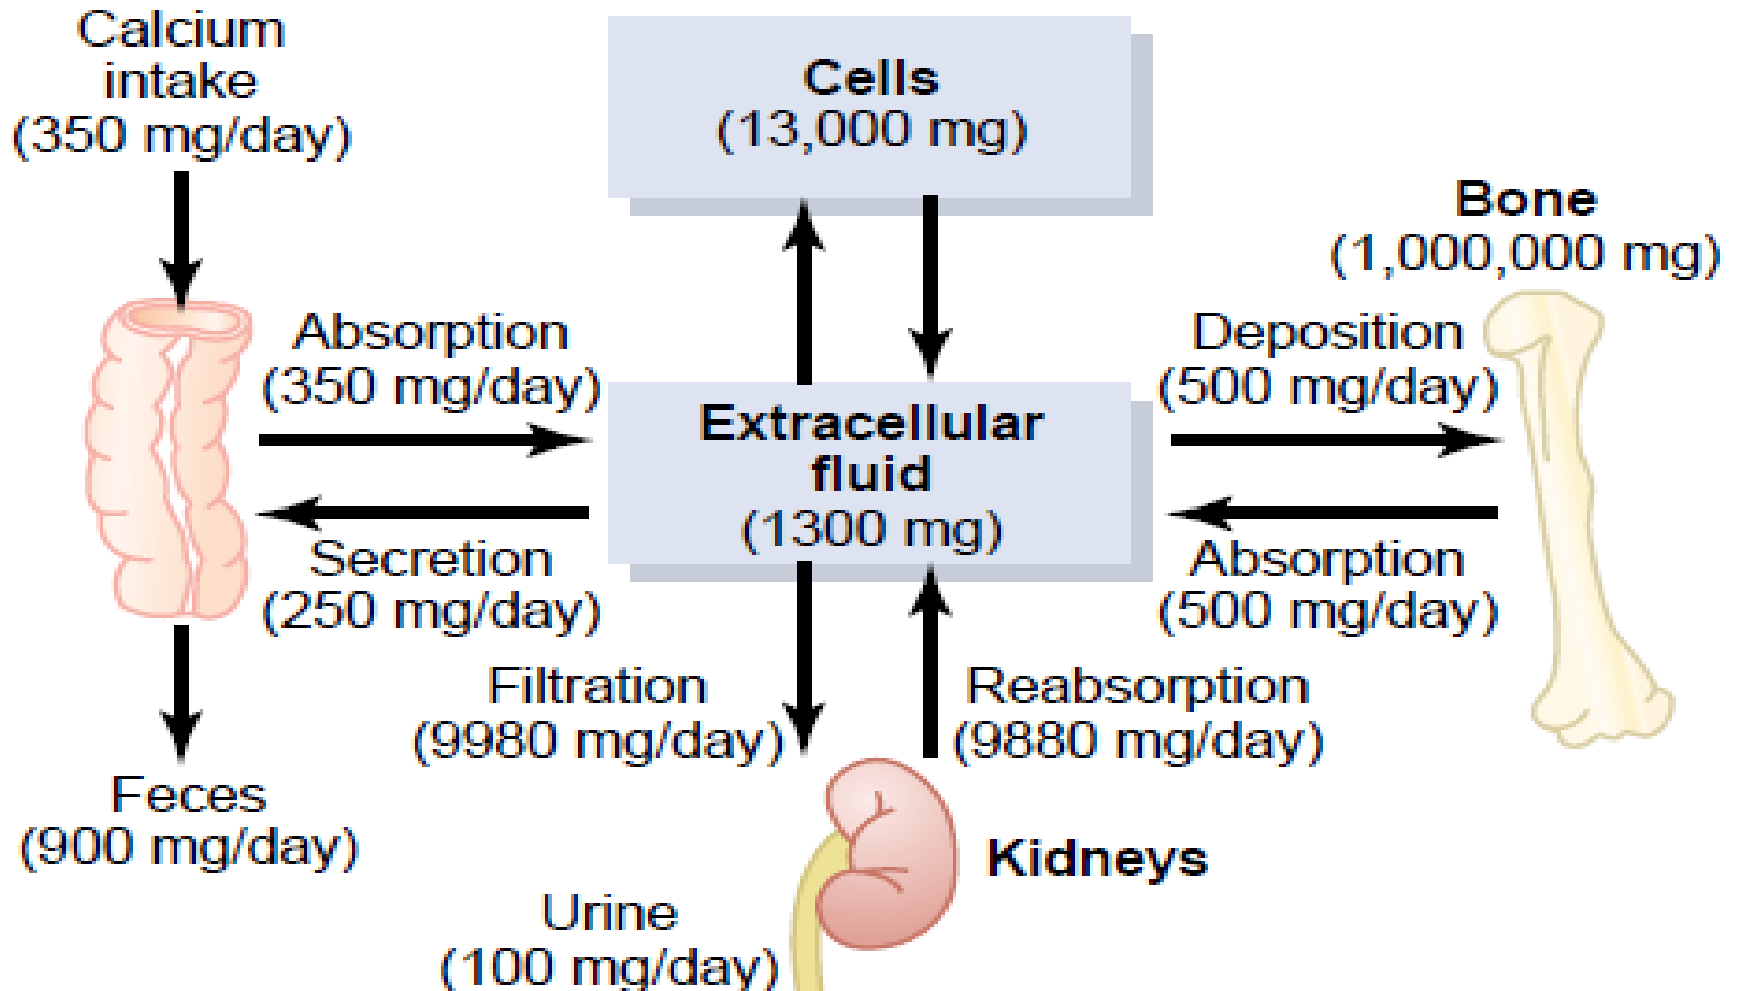 Calcium
intake
(350 mg/day)
Cells
(13,000 mg)
Bone
(1,000,000 mg)
Absorption
(350 mg/day)
Deposition
(500 mg/day)
Extracellular
fluid
(1300 mg)
Secretion
(250 mg/day)
Absorption
(500 mg/day)
Filtration
(9980 mg/day)
Reabsorption
(9880 mg/day)
Feces
(900 mg/day)
Kidneys
Urine
(100 mg/day)